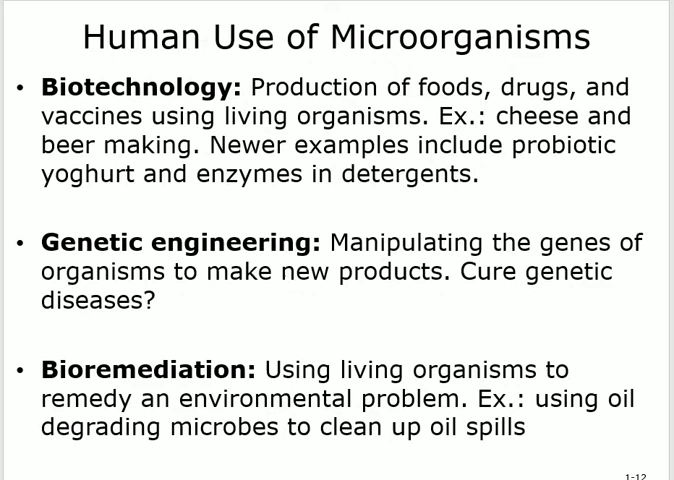 Human Use of Microorganisms
• Biotechnology: Production of foods, drugs, and
vaccines using living organisms. Ex.: cheese and
beer making. Newer examples include probiotic
yoghurt and enzymes in detergents.
• Genetic engineering: Manipulating the genes of
organisms to make new products. Cure genetic
diseases?
• Bioremediation: Using living organisms to
remedy an environmental problem. Ex.: using oil
degrading microbes to clean up oil spills
1-12